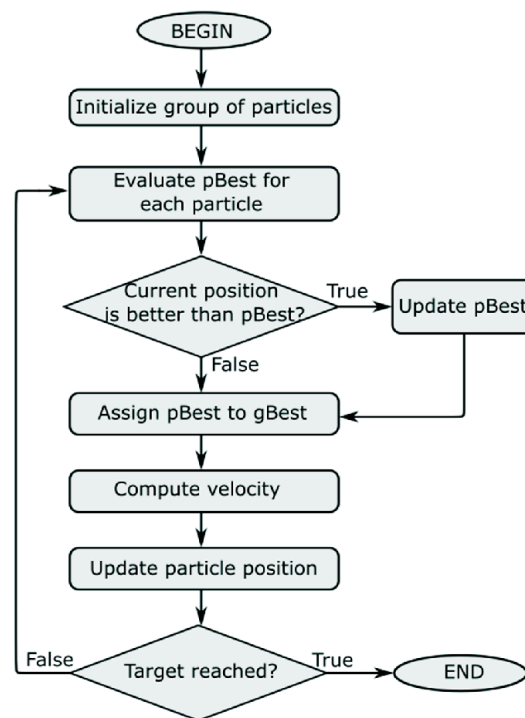 BEGIN
Initialize group of particles
Evaluate pBest for
each particle
Current position
is better than pBest?
True
Update pBest
False
Assign pBest to gBest
Compute velocity
Update particle position
False
Target reached?
True
END